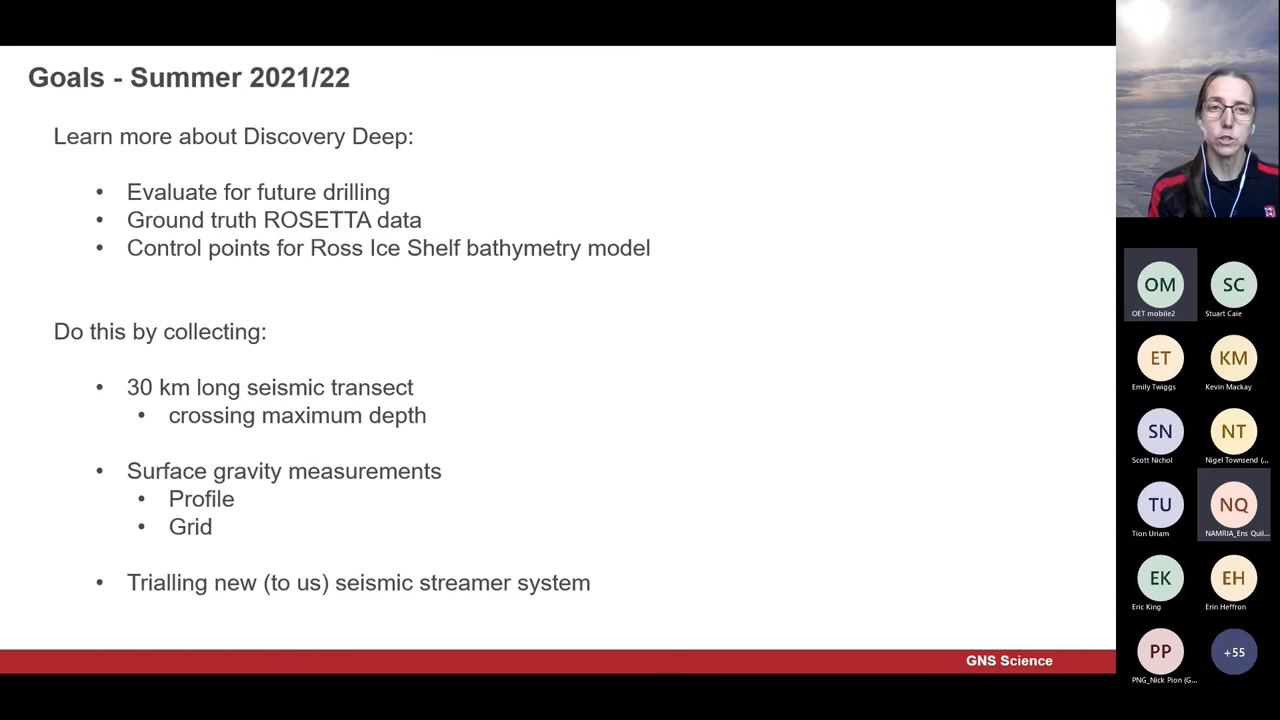 Goals - Summer 2021/22
Learn more about Discovery Deep:
• Evaluate for future drilling
• Ground truth ROSETTA data
• Control points for Ross Ice Shelf bathymetry model
Do this by collecting:
• 30 km long seismic transect
• crossing maximum depth
• Surface gravity measurements
• Profile
• Grid
• Trialling new (to us) seismic streamer system
GNS Science
OM
OET mobile2
SC
Stuart Caie
ET
Emily Twiggs
KM
Kevin Mackay
SN
Scott Nichol
NT
Nigel Townsend (...
TU
Tion Uriam
NQ
NAMRIA_Ens Quil...
EK
Eric King
EH
Erin Heffron
PP
PNG_Nick Pion (G...
+55